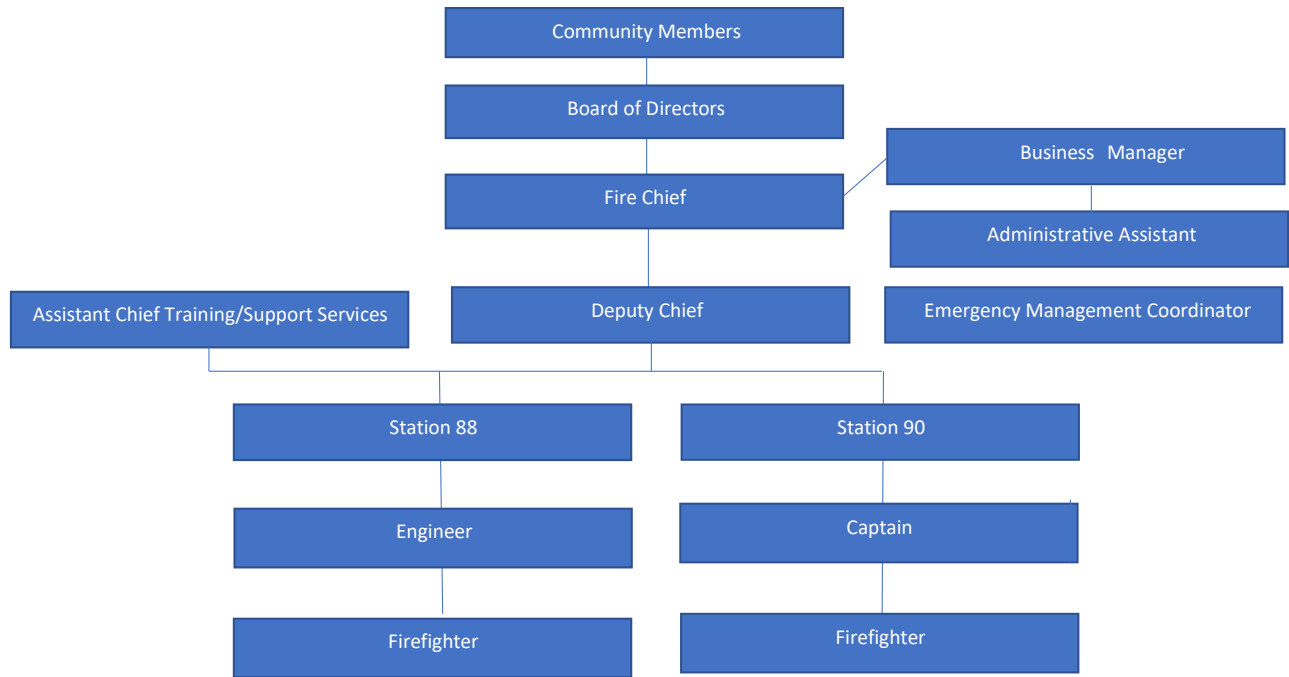 Community Members
Board of Directors
Business Manager
Fire Chief
Administrative Assistant
Assistant Chief Training/Support Services
Deputy Chief
Emergency Management Coordinator
Station 88
Station 90
Engineer
Captain
Firefighter
Firefighter